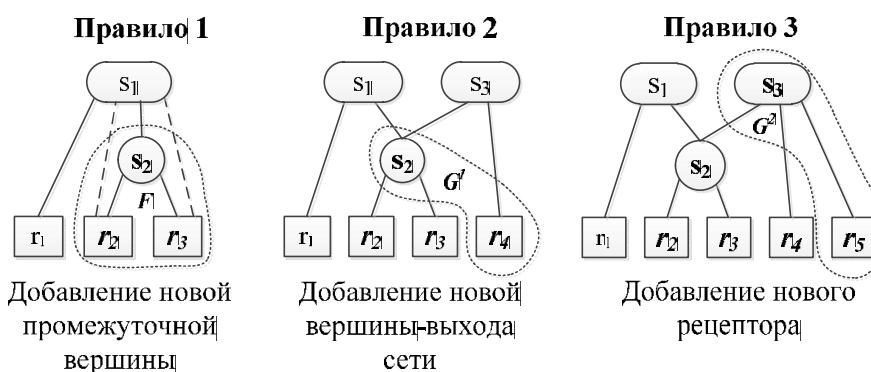 Правило 1
Правило 2
Правило 3
s1
s1
s3
s1
s3
G2
s2
s2
s2
F
G1
r1
r2
r3
r1
r2
r3
r4
r1
r2
r3
r4
r5
Добавление новой
промежуточной
вершины
Добавление новой
вершины-выхода
сети
Добавление нового
рецептора